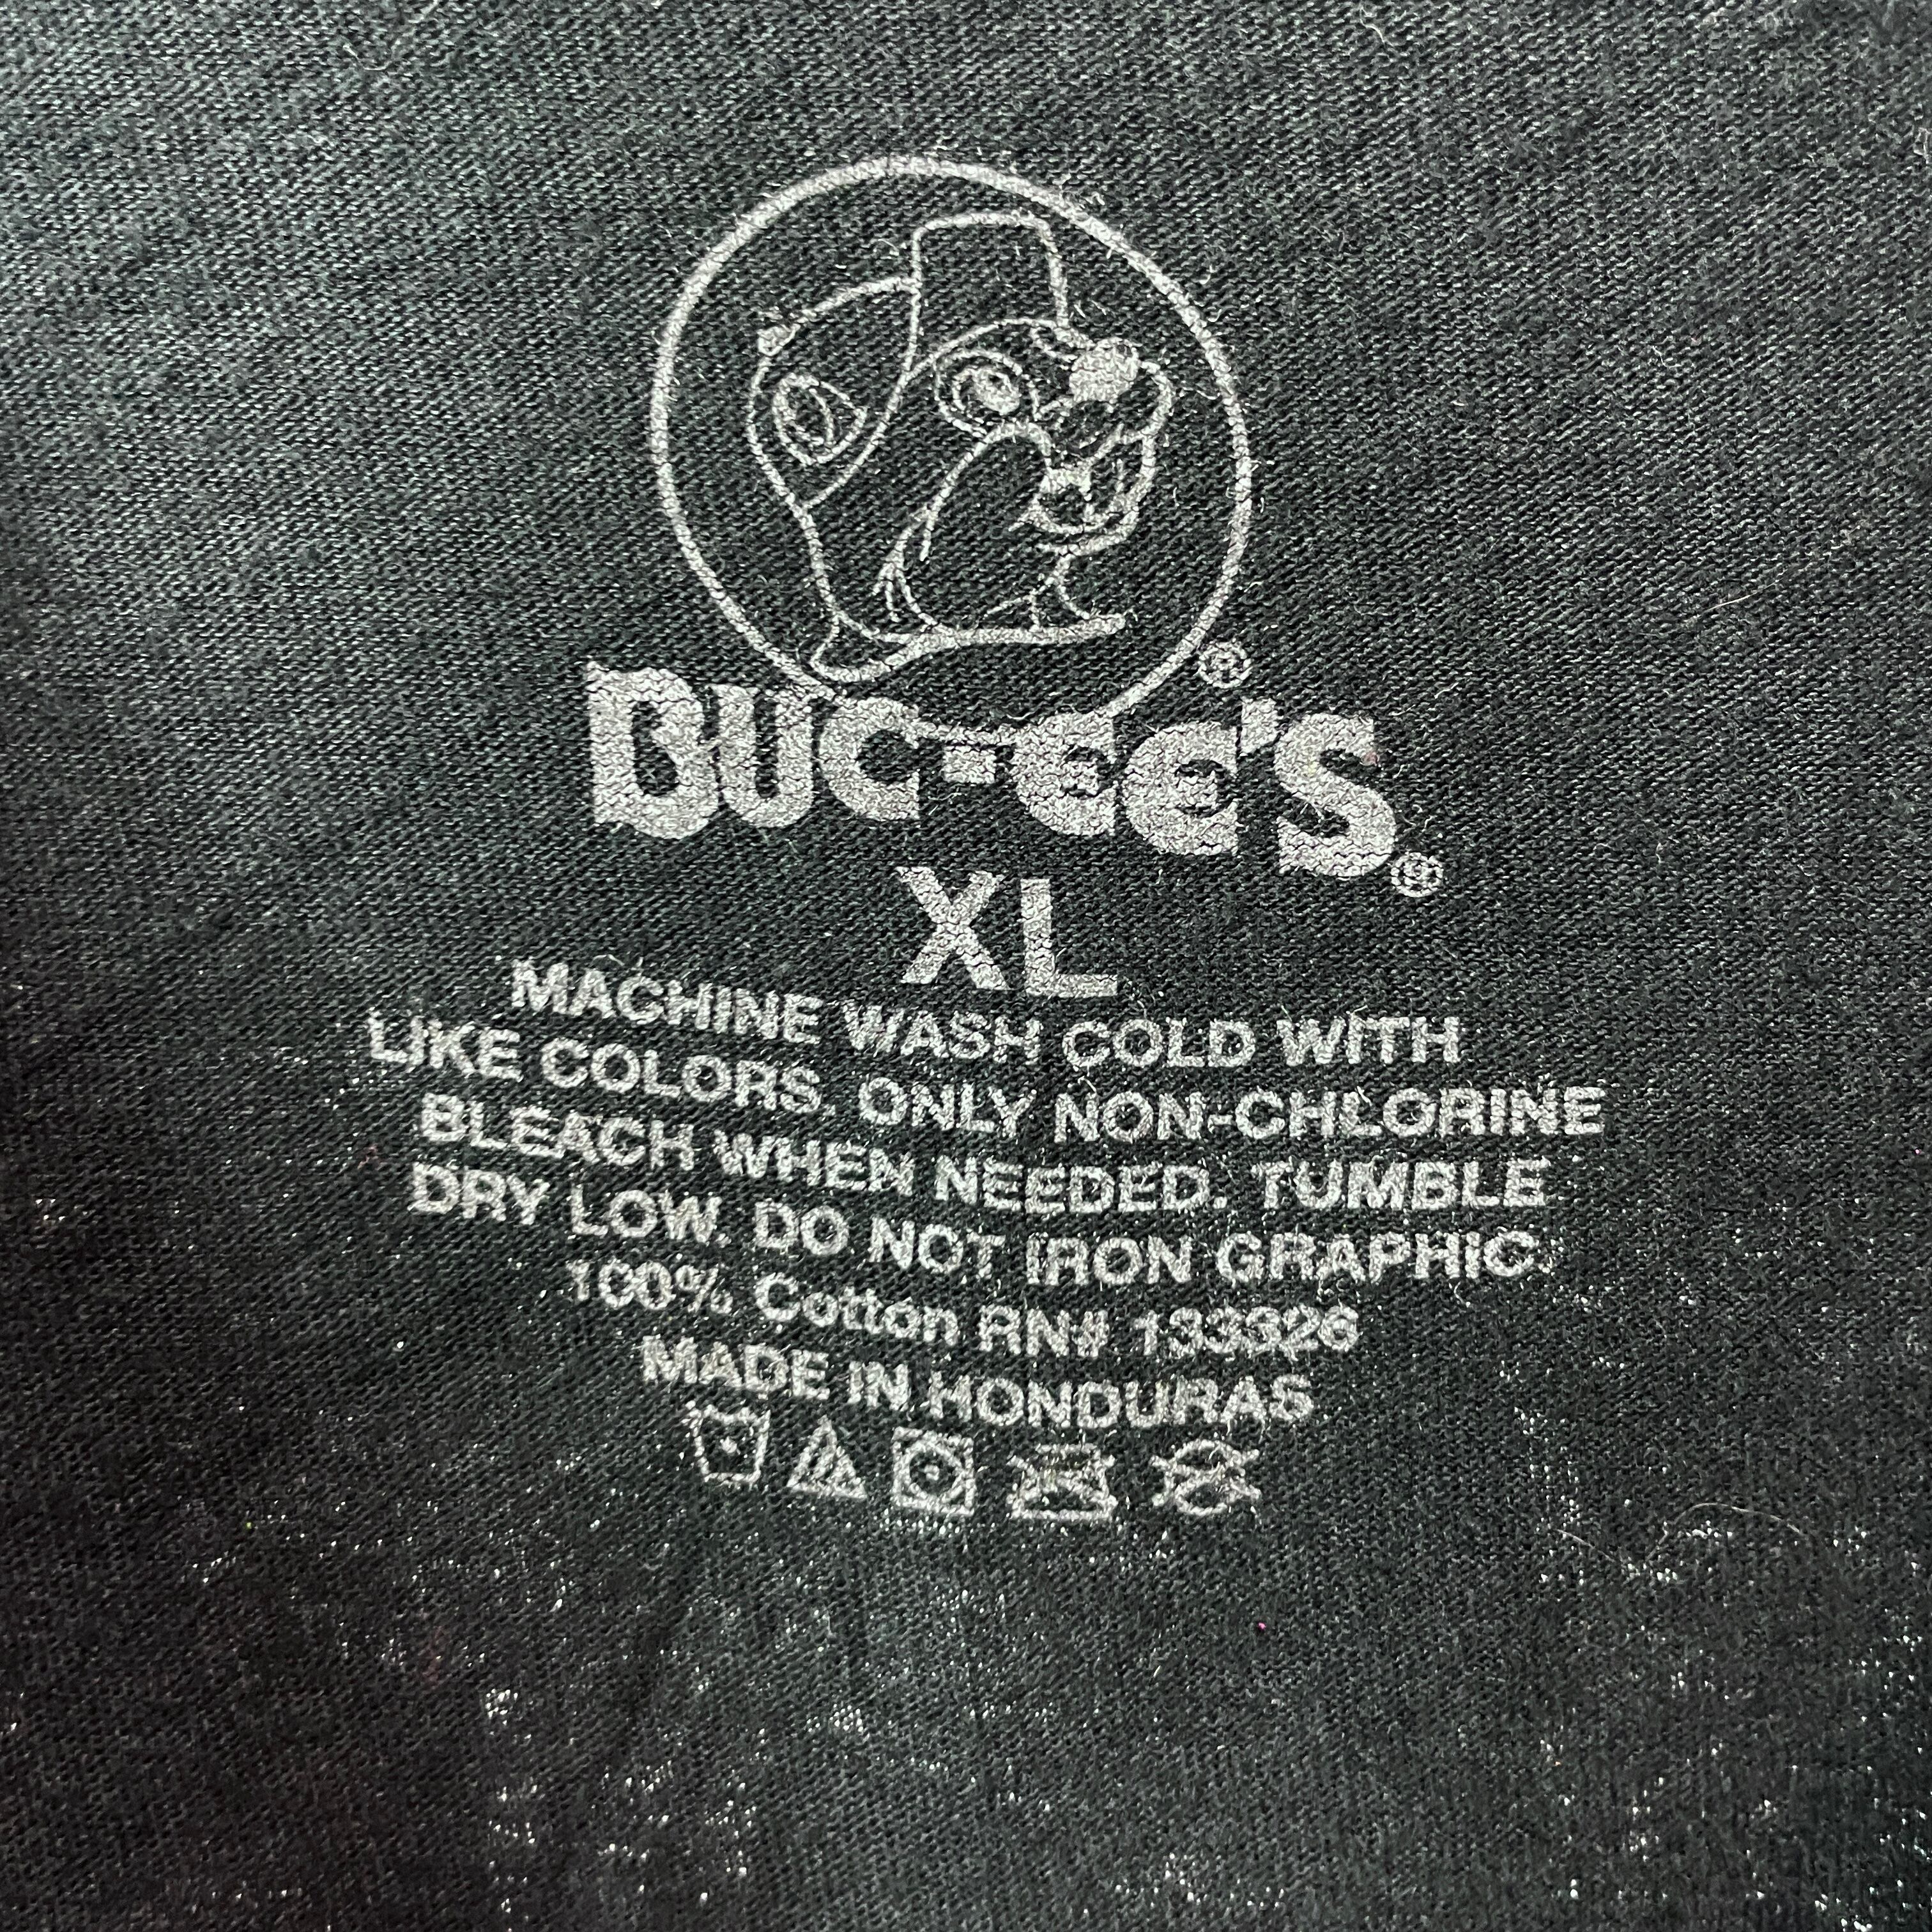 ®
BUC-EE'S®
XL
MACHINE WASH COLD WITH
LIKE COLORS. ONLY NON-CHLORINE
BLEACH WHEN NEEDED. TUMBLE
DRY LOW. DO NOT IRON GRAPHIC.
100% Cotton RN# 133326
MADE IN HONDURAS